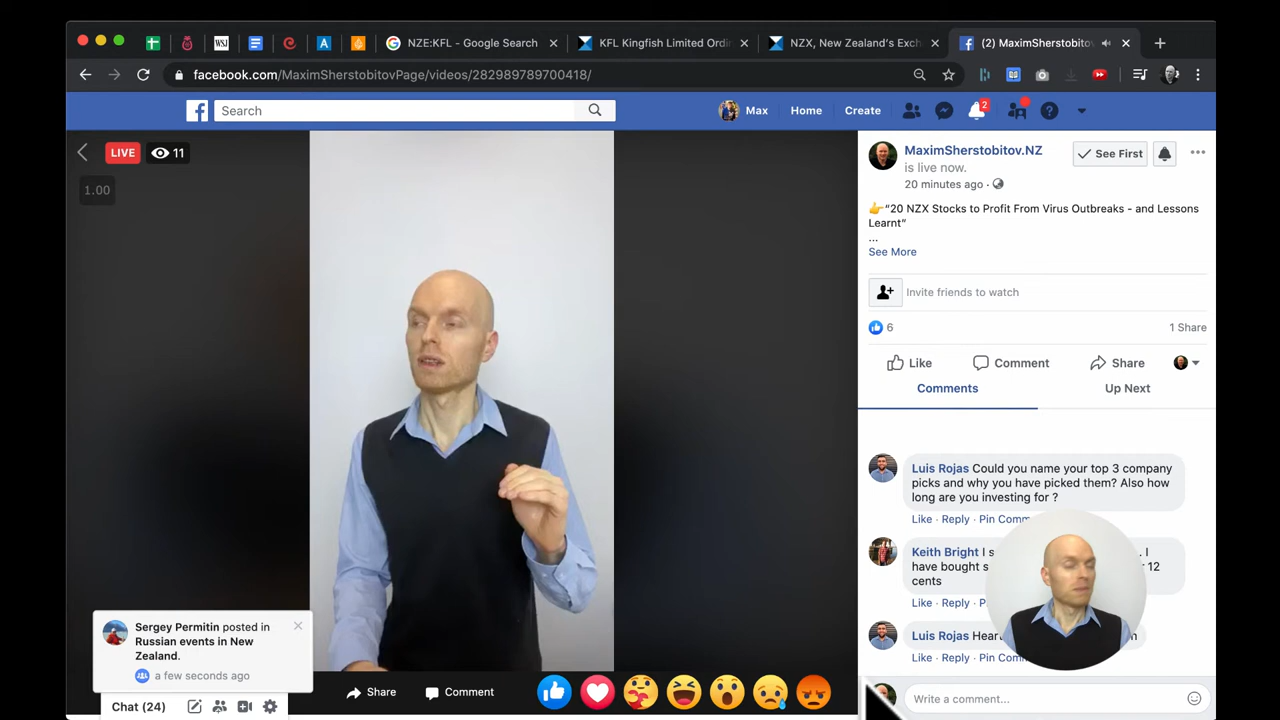 WSJ
A
NZE:KFL - Google Search
KFL Kingfish Limited Ordi
NZX, New Zealand's Exch
(2) MaximSherstobitov
facebook.com/MaximSherstobitovPage/videos/282989789700418/
Search
Max
Home
Create
2
LIVE
11
1.00
MaximSherstobitov.NZ
is live now.
20 minutes ago
See First
👉"20 NZX Stocks to Profit From Virus Outbreaks - and Lessons
Learnt"
...
See More
Invite friends to watch
6
1 Share
Like
Comment
Share
Comments
Up Next
Luis Rojas Could you name your top 3 company
picks and why you have picked them? Also how
long are you investing for ?
Like · Reply · Pin Comm
Keith Bright I s . I
have bought s 12
cents
Like · Reply ·
Luis Rojas
Like · Reply · Pin
Write a comment...
Sergey Permitin posted in
Russian events in New
Zealand.
a few seconds ago
Chat (24)
Share
Comment